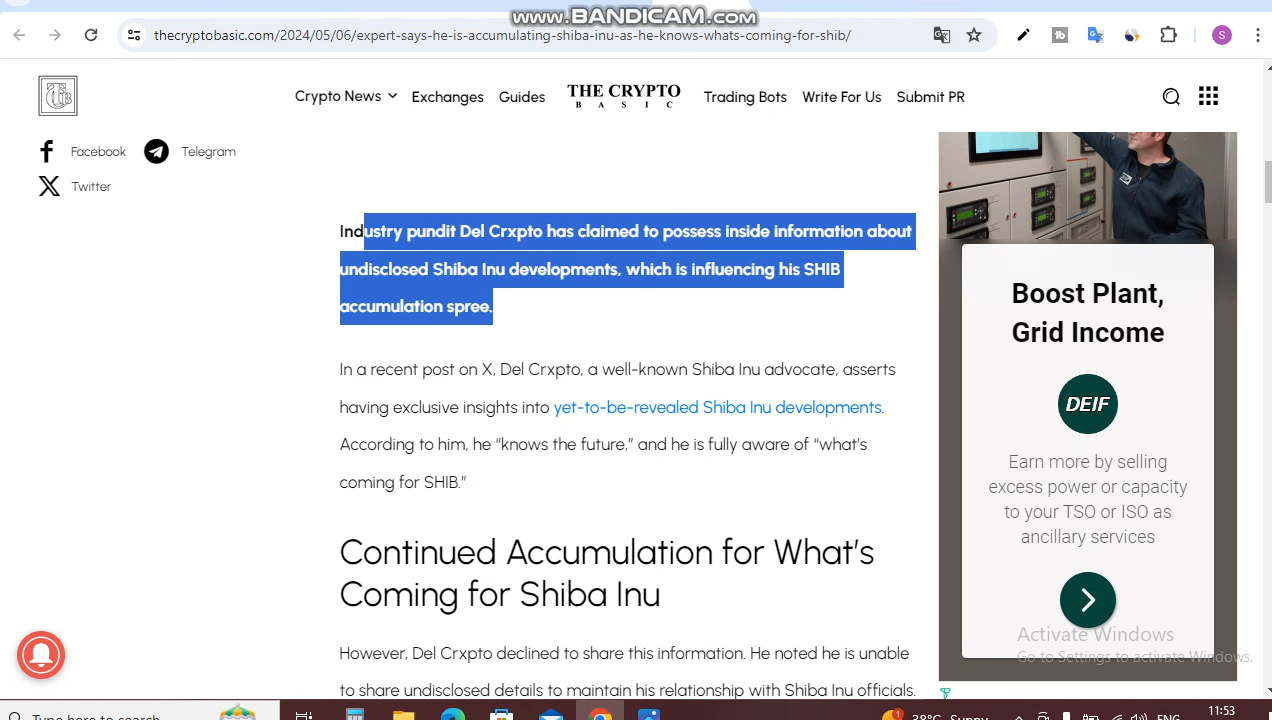 www.BANDICAM.com
thecryptobasic.com/2024/05/06/expert-says-he-is-accumulating-shiba-inu-as-he-knows-whats-coming-for-shib/
S
Crypto News
Exchanges
Guides
THE CRYPTO
BASIC
Trading Bots
Write For Us
Submit PR
Facebook
Telegram
Twitter
Industry pundit Del Crxpto has claimed to possess inside information about
undisclosed Shiba Inu developments, which is influencing his SHIB
accumulation spree.
In a recent post on X, Del Crxpto, a well-known Shiba Inu advocate, asserts
having exclusive insights into yet-to-be-revealed Shiba Inu developments.
According to him, he “knows the future,” and he is fully aware of “what’s
coming for SHIB.”
Continued Accumulation for What’s
Coming for Shiba Inu
However, Del Crxpto declined to share this information. He noted he is unable
to share undisclosed details to maintain his relationship with Shiba Inu officials.
Boost Plant,
Grid Income
DEIF
Earn more by selling
excess power or capacity
to your TSO or ISO as
ancillary services
Activate Windows
Go to Settings to activate Windows.
Type here to search
1
38°C Sunny
ENG
11:53